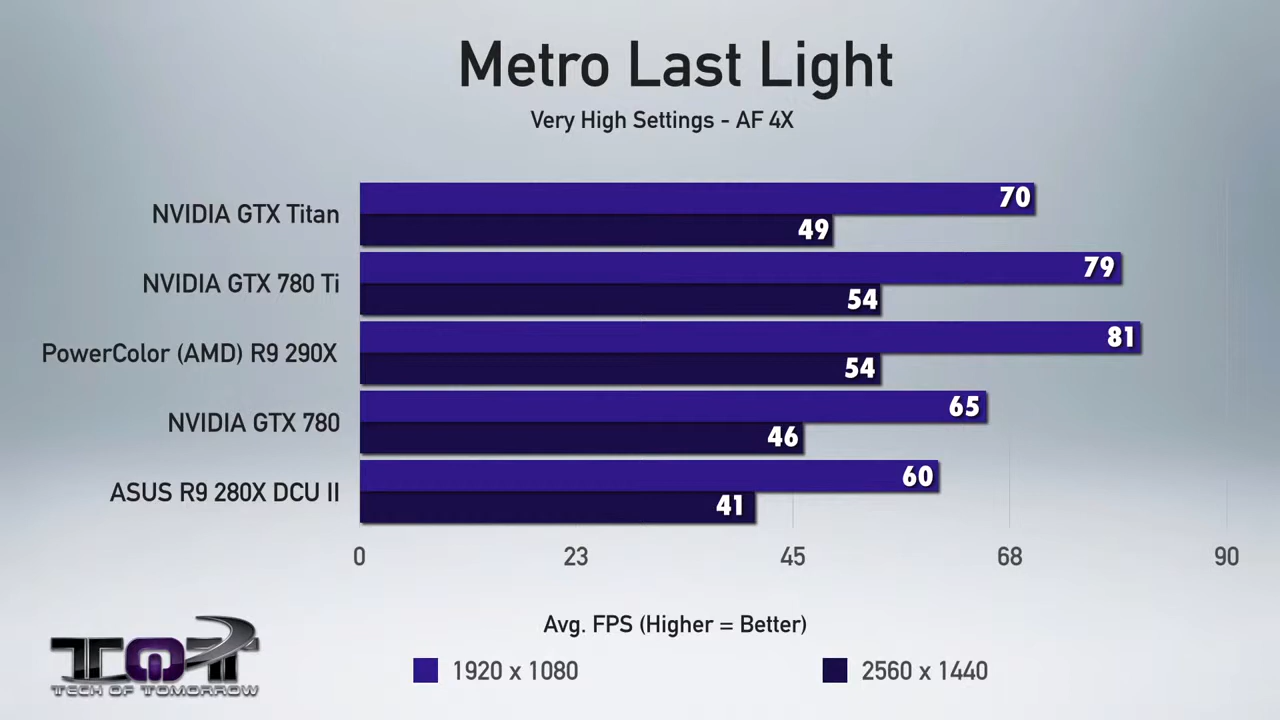 Metro Last Light
Very High Settings - AF 4X
NVIDIA GTX Titan
70
49
NVIDIA GTX 780 Ti
79
54
PowerColor (AMD) R9 290X
81
54
NVIDIA GTX 780
65
46
ASUS R9 280X DCU II
60
41
0 23 45 68 90
Avg. FPS (Higher = Better)
1920 x 1080 2560 x 1440
TOT
TECH OF TOMORROW